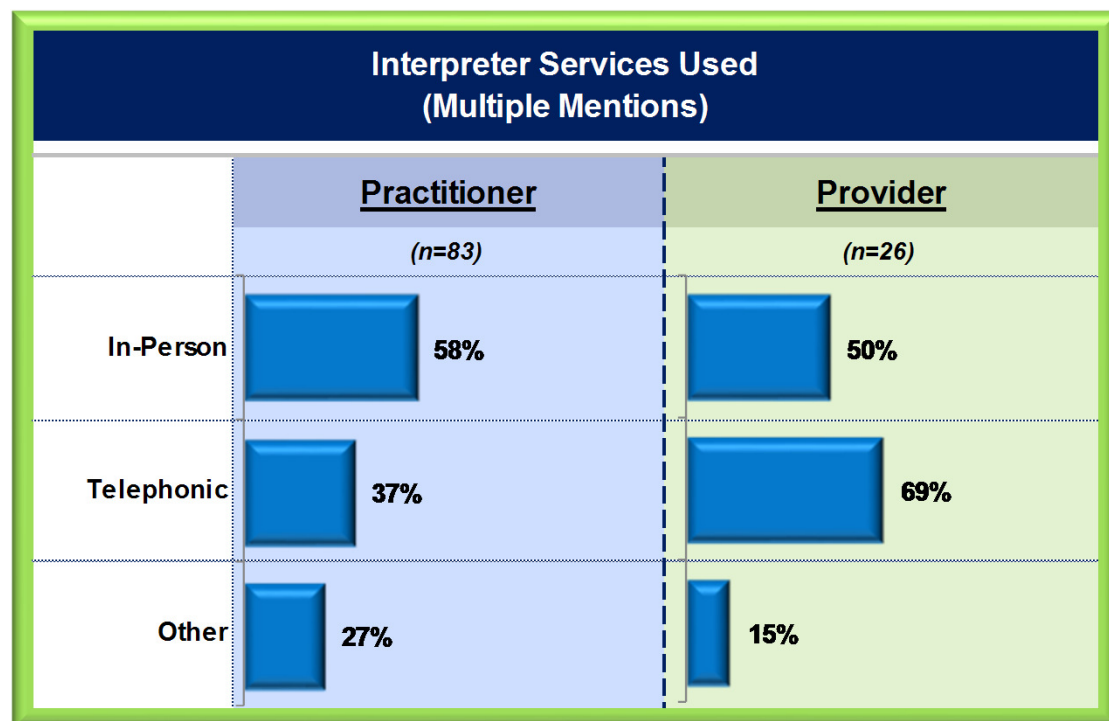 Interpreter Services Used
(Multiple Mentions)
Practitioner Provider
(n=83) (n=26)
In-Person 58% 50%
Telephonic 37% 69%
Other 27% 15%